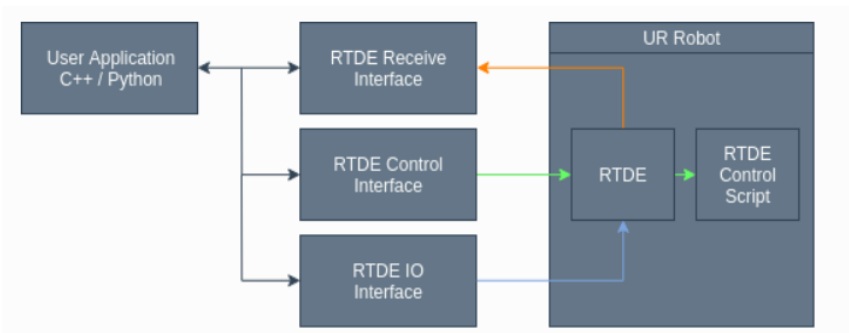 User Application
C++ / Python
RTDE Receive
Interface
UR Robot
RTDE Control
Interface
RTDE
RTDE
Control
Script
RTDE IO
Interface